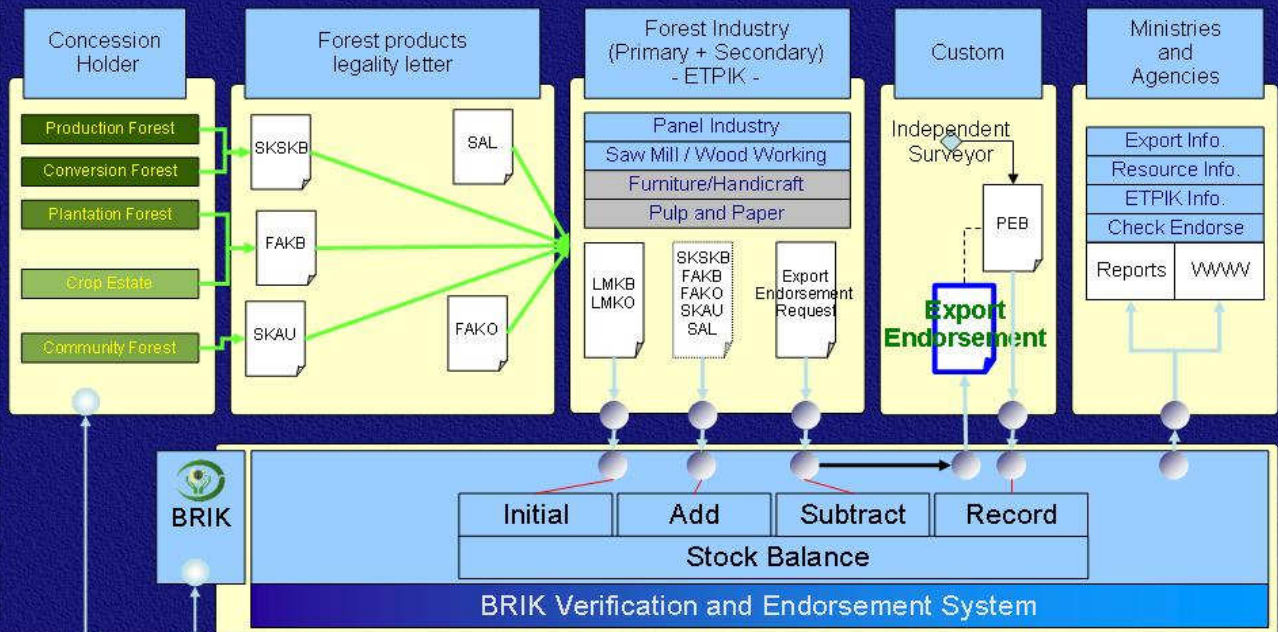 Concession
Holder
Forest products
legality letter
Forest Industry
(Primary + Secondary)
- ETPIK -
Custom
Ministries
and
Agencies
Production Forest
Conversion Forest
Plantation Forest
Crop Estate
Community Forest
SKSKB
FAKB
SKAU
SAL
FAKO
Panel Industry
Saw Mill / Wood Working
Furniture/Handicraft
Pulp and Paper
LMKB
LMKO
SKSKB
FAKB
FAKO
SKAU
SAL
Export
Endorsement
Request
Independent
Surveyor
PEB
Export
Endorsement
Export Info.
Resource Info.
ETPIK Info.
Check Endorse
Reports
WWW
BRIK
Initial
Add
Subtract
Record
Stock Balance
BRIK Verification and Endorsement System